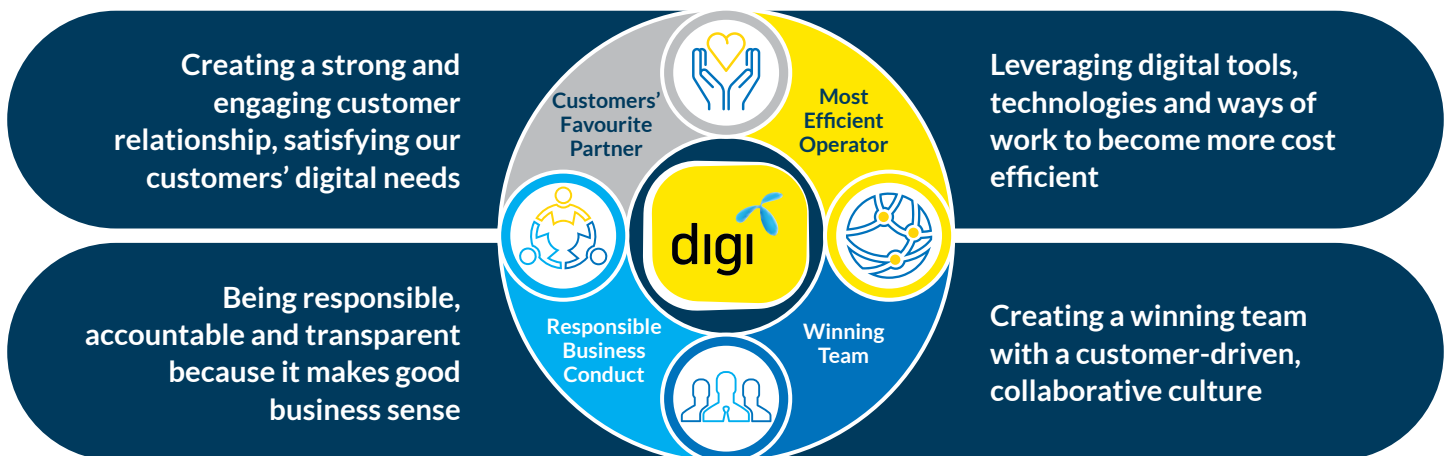 Creating a strong and
engaging customer
relationship, satisfying our
customers’ digital needs
Customers’
Favourite
Partner
Most
Efficient
Operator
Leveraging digital tools,
technologies and ways of
work to become more cost
efficient
digi
Being responsible,
accountable and transparent
because it makes good
business sense
Responsible
Business
Conduct
Winning
Team
Creating a winning team
with a customer-driven,
collaborative culture